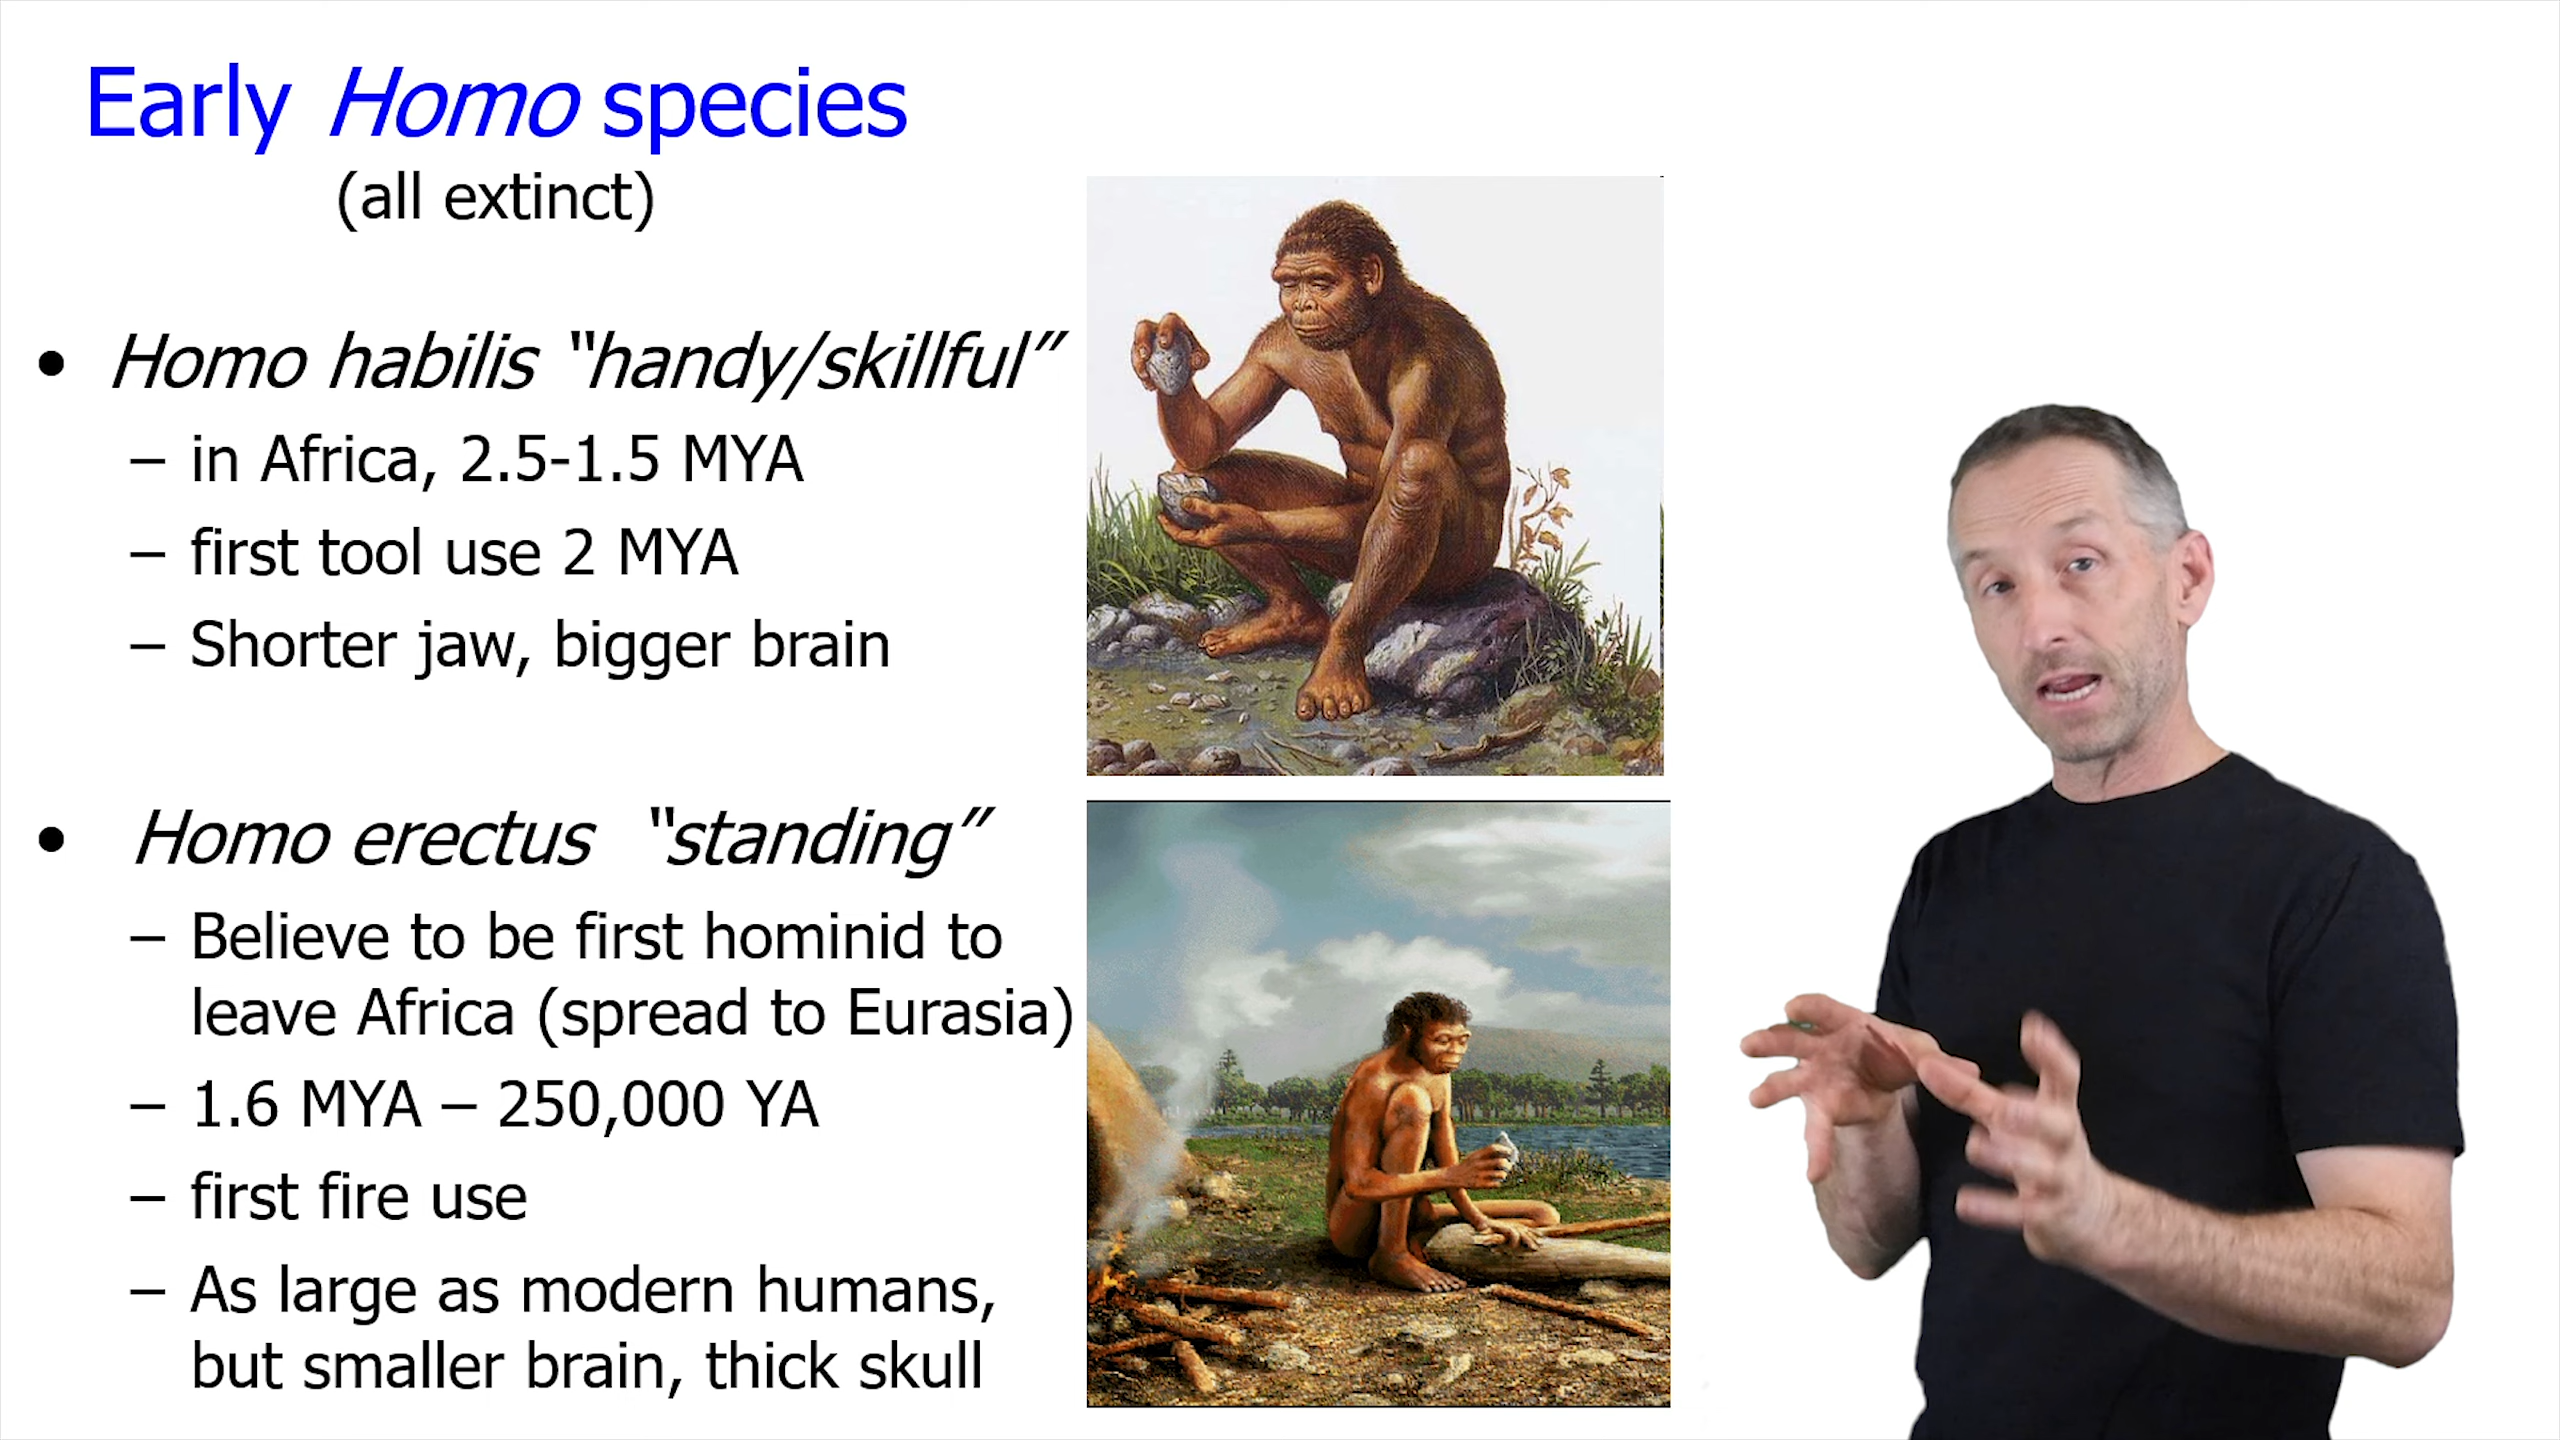 Early Homo species
(all extinct)
• Homo habilis “handy/skillful”
– in Africa, 2.5-1.5 MYA
– first tool use 2 MYA
– Shorter jaw, bigger brain
• Homo erectus “standing”
– Believe to be first hominid to
leave Africa (spread to Eurasia)
– 1.6 MYA – 250,000 YA
– first fire use
– As large as modern humans,
but smaller brain, thick skull